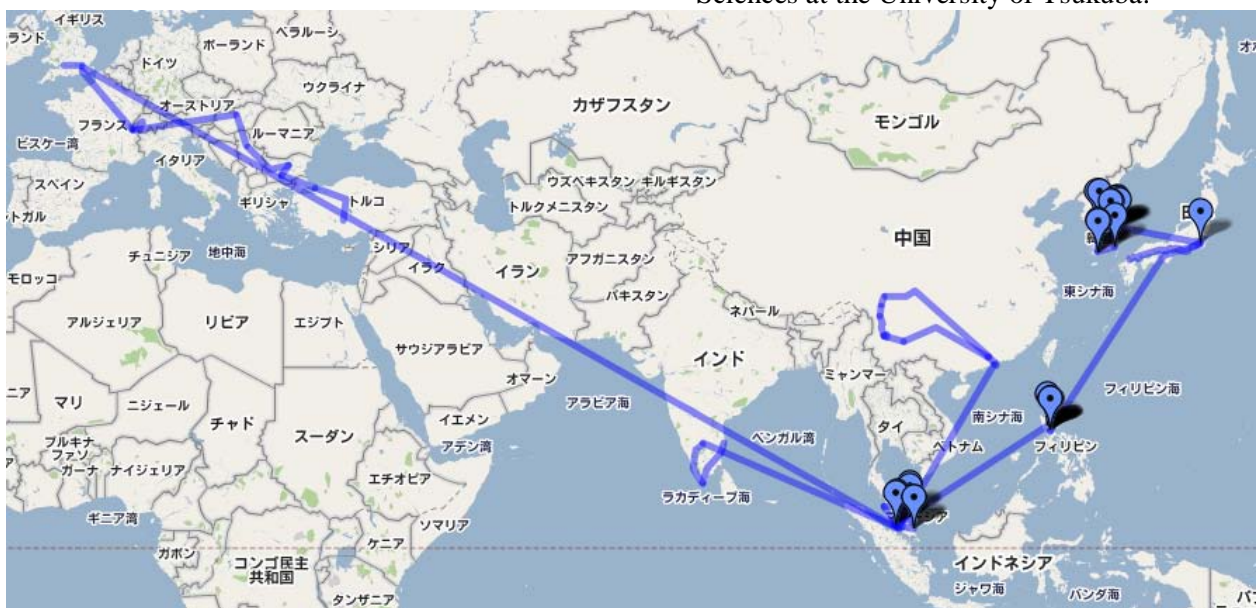 Sciences at the University of Tsukuba.
イギリス
ベラルーシ
ポーランド
ドイツ
ウクライナ
オーストリア
カザフスタン
モンゴル
フランス
ルーマニア
ビスケー湾
イタリア
スペイン
ウズベキスタン
キルギスタン
ギリシャ
トルコ
トルクメニスタン
中国
地中海
チュニジア
シリア
イラク
イラン
アフガニスタン
モロッコ
パキスタン
東シナ海
アルジェリア
リビア
エジプト
ネパール
サウジアラビア
インド
ミャンマー
オマーン
フィリピン海
マリ
ニジェール
チャド
スーダン
イエメン
アラビア海
ベンガル湾
タイ
南シナ海
ベトナム
フィリピン
アデン湾
ブルキナ
ファソ
ガーナ
ナイジェリア
エチオピア
ラカディーブ海
ギニア湾
ソマリア
ガボン
コンゴ民主
共和国
ケニア
インドネシア
タンザニア
ジャワ海
バンダ海